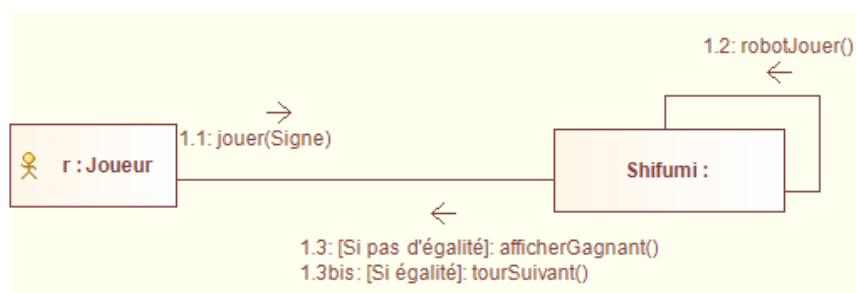 1.2: robotJouer()
1.1: jouer(Signe)
r : Joueur
Shifumi :
1.3: [Si pas d'égalité]: afficherGagnant()
1.3bis: [Si égalité]: tourSuivant()